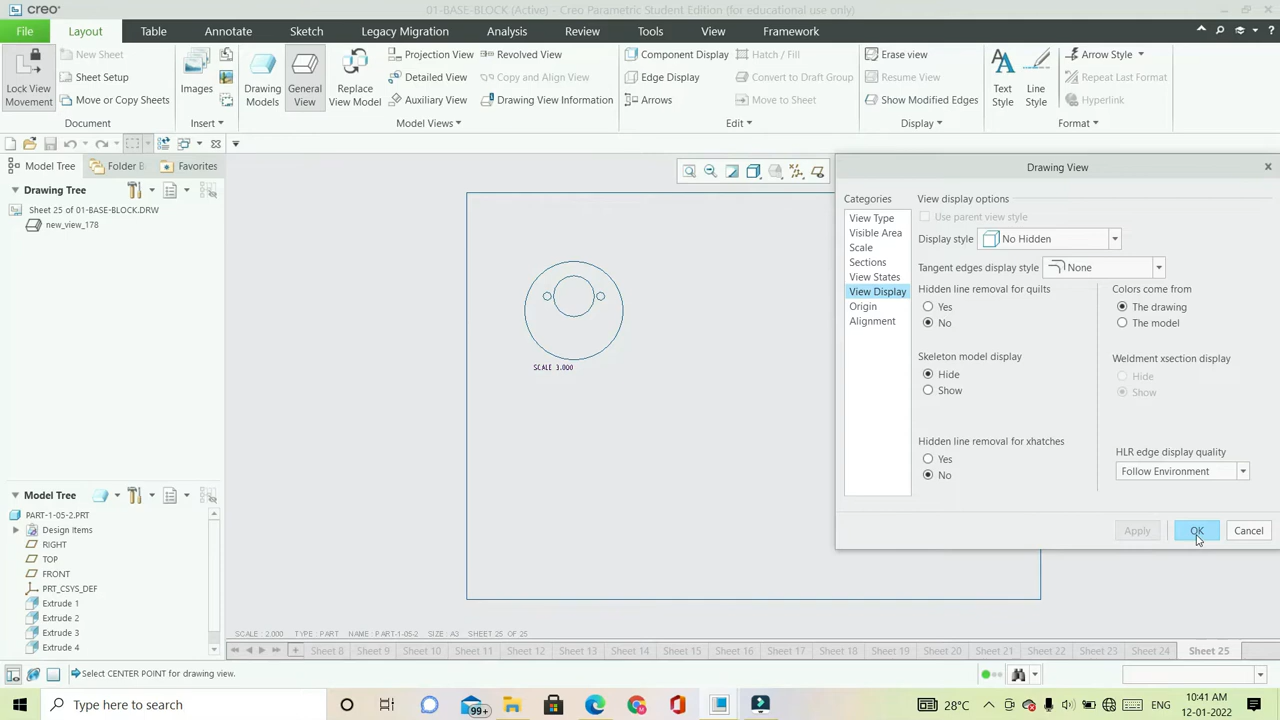 creo
01-BASE-BLOCK (Active) - Creo Parametric Student Edition (for educational use only)
File Layout Table Annotate Sketch Legacy Migration Analysis Review Tools View Framework
Lock View Movement
New Sheet
Sheet Setup
Move or Copy Sheets
Document
Images
Insert
Drawing Models
General View
Replace View Model
Projection View
Detailed View
Auxiliary View
Revolved View
Copy and Align View
Drawing View Information
Model Views
Component Display
Edge Display
Arrows
Hatch / Fill
Convert to Draft Group
Move to Sheet
Edit
Erase view
Resume View
Show Modified Edges
Display
Text Style
Line Style
Arrow Style
Repeat Last Format
Hyperlink
Format
Model Tree Folder B Favorites
Drawing Tree
Sheet 25 of 01-BASE-BLOCK.DRW
new_view_178
Model Tree
PART-1-05-2.PRT
Design Items
RIGHT
TOP
FRONT
PRT_CSYS_DEF
Extrude 1
Extrude 2
Extrude 3
Extrude 4
SCALE 3.000
Drawing View
Categories
View Type
Visible Area
Scale
Sections
View States
View Display
Origin
Alignment
View display options
Use parent view style
Display style No Hidden
Tangent edges display style None
Hidden line removal for quilts
Yes
No
Colors come from
The drawing
The model
Skeleton model display
Hide
Show
Weldment xsection display
Hide
Show
Hidden line removal for xhatches
Yes
No
HLR edge display quality
Follow Environment
Apply OK Cancel
SCALE : 2.000 TYPE : PART NAME : PART-1-05-2 SIZE : A3 SHEET 25 OF 25
Sheet 8 Sheet 9 Sheet 10 Sheet 11 Sheet 12 Sheet 13 Sheet 14 Sheet 15 Sheet 16 Sheet 17 Sheet 18 Sheet 19 Sheet 20 Sheet 21 Sheet 22 Sheet 23 Sheet 24 Sheet 25
Select CENTER POINT for drawing view.
Type here to search
99+
28°C
ENG
10:41 AM
12-01-2022